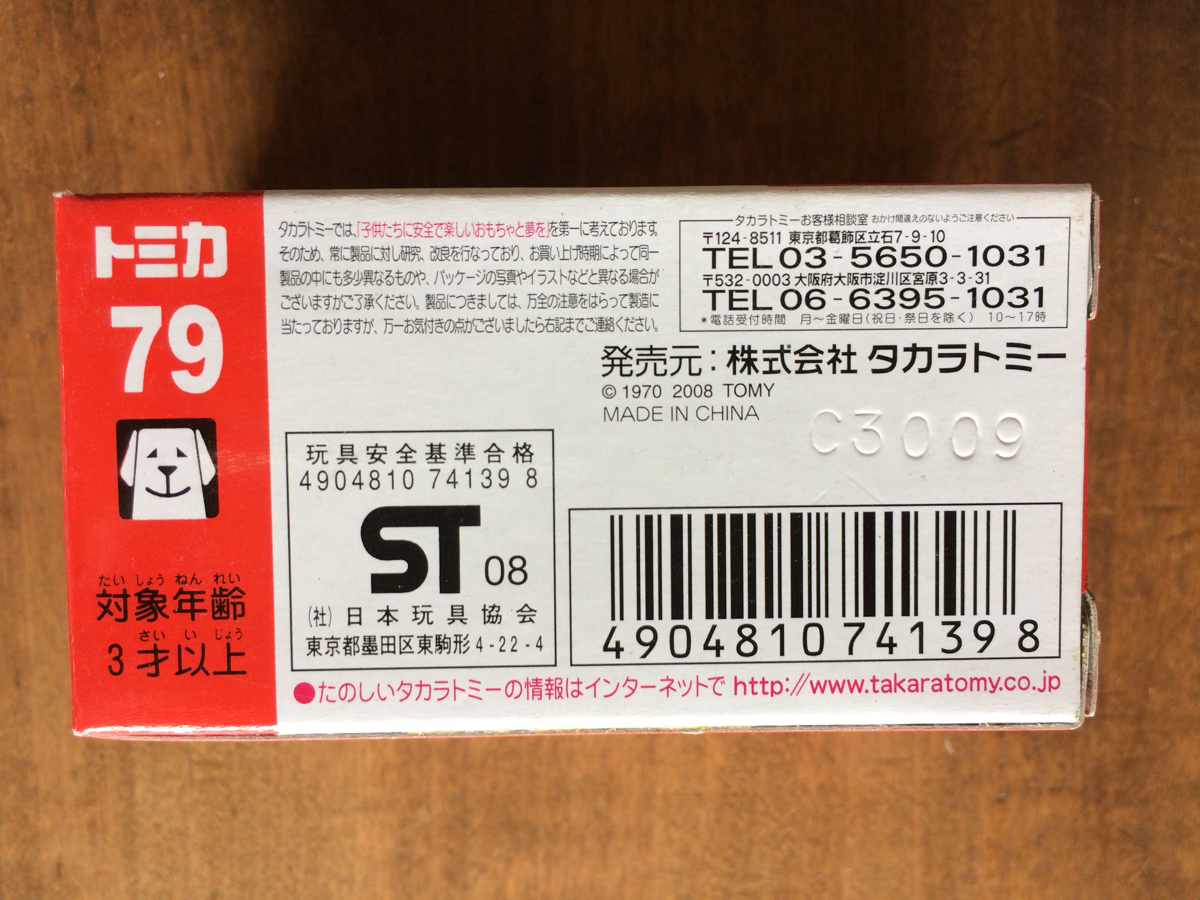 トミカ
79
たいしょうねんれい
対象年齢
さいいじょう
3才以上
タカラトミーでは、「子供たちに安全で楽しいおもちゃと夢を」を第一に考えております。
そのため、常に製品に対し研究、改良を行なっており、お買い上げ時期によって同一
製品の中にも多少異なるものや、パッケージの写真やイラストなどと異なる場合が
ございますがご了承ください。製品につきましては、万全の注意をはらって製造に
当たっておりますが、万一お気付きの点がございましたら右記までご連絡ください。
タカラトミーお客様相談室 おかけ間違えのないようご注意ください
〒124-8511 東京都葛飾区立石7-9-10
TEL03-5650-1031
〒532-0003 大阪府大阪市淀川区宮原3-3-31
TEL06-6395-1031
*電話受付時間 月〜金曜日(祝日・祭日を除く) 10〜17時
発売元:株式会社 タカラトミー
© 1970 2008 TOMY
MADE IN CHINA
C3009
玩具安全基準合格
4904810 74139 8
ST 08
(社)日本玩具協会
東京都墨田区東駒形4-22-4
4904810741398
●たのしいタカラトミーの情報はインターネットで http://www.takaratomy.co.jp